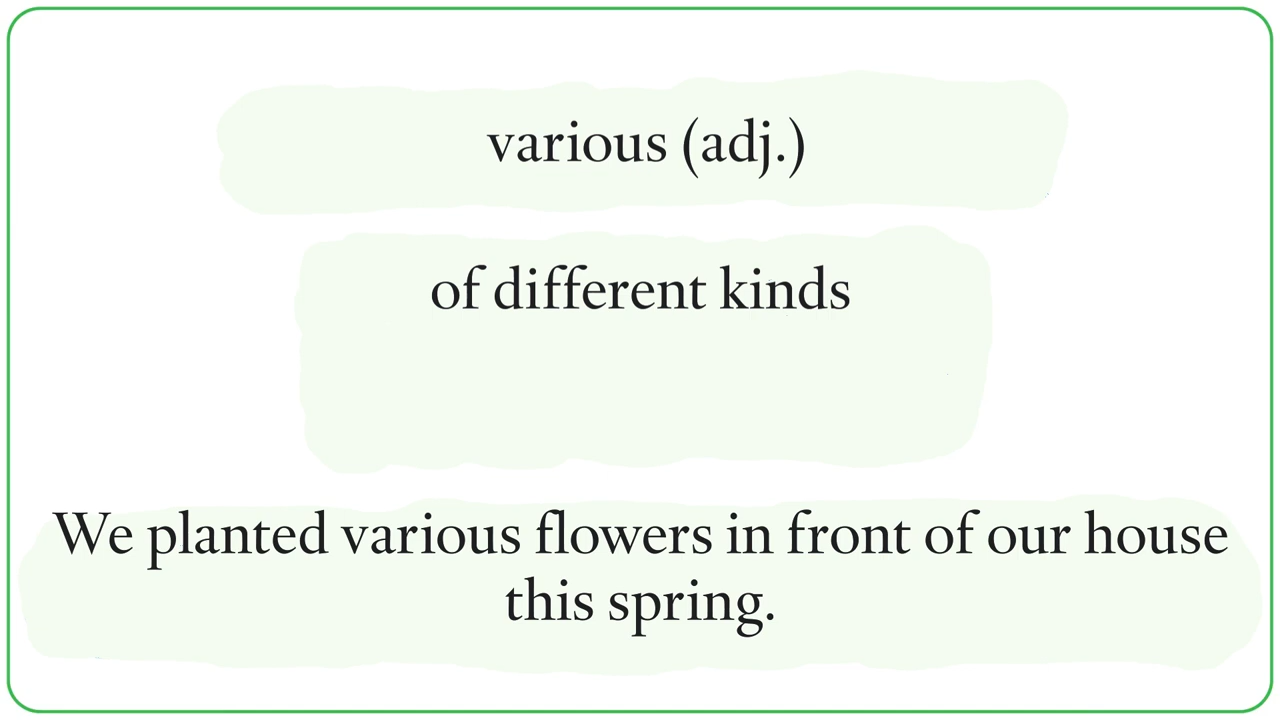 various (adj.)
of different kinds
We planted various flowers in front of our house
this spring.